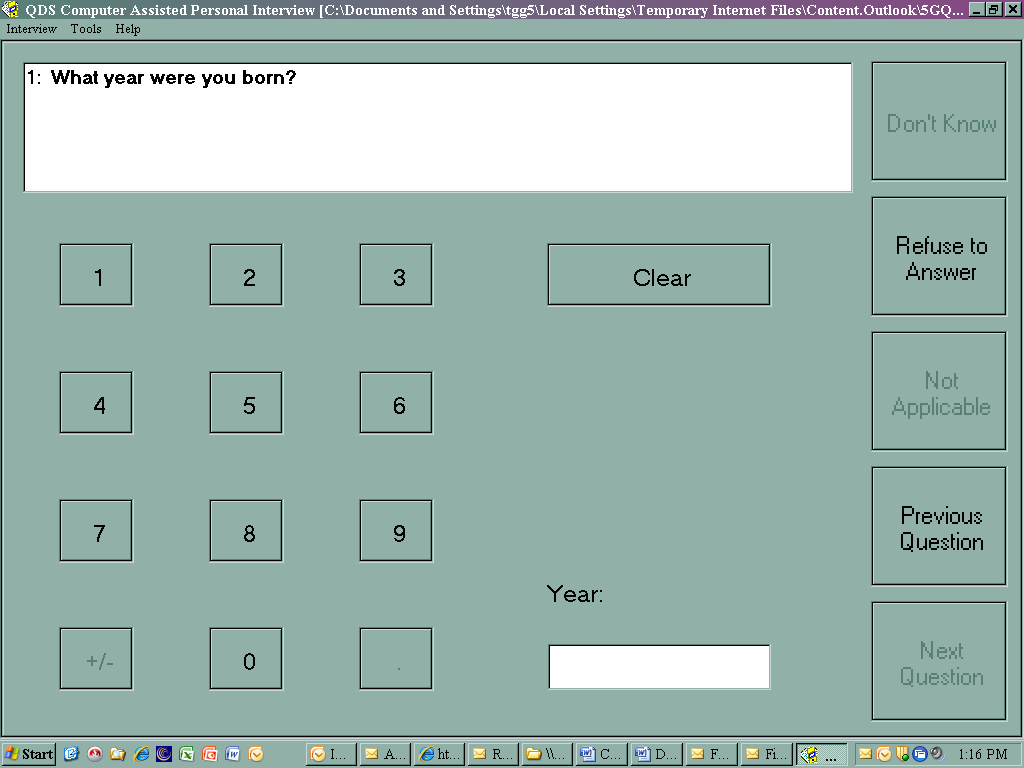 QDS Computer Assisted Personal Interview [C:\Documents and Settings\tgg5\Local Settings\Temporary Internet Files\Content.Outlook\5GQ...
Interview Tools Help
1: What year were you born?
Don't Know
Refuse to
Answer
1 2 3 Clear
Not
Applicable
4 5 6
Previous
Question
7 8 9
Year:
Next
Question
+/- 0 .
Start I... A... ht... R... \\... C... D... F... Fi... ... 1:16 PM